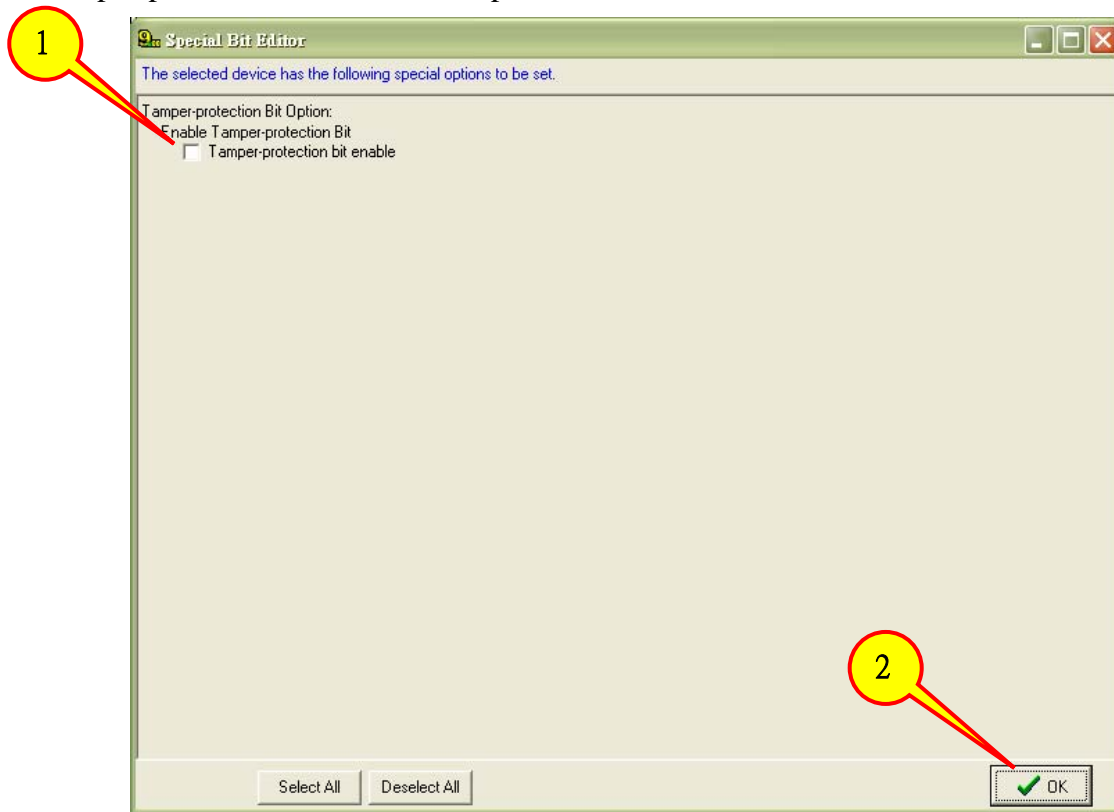 1
Special Bit Editor
The selected device has the following special options to be set.
Tamper-protection Bit Option:
Enable Tamper-protection Bit
Tamper-protection bit enable
2
Select All
Deselect All
OK